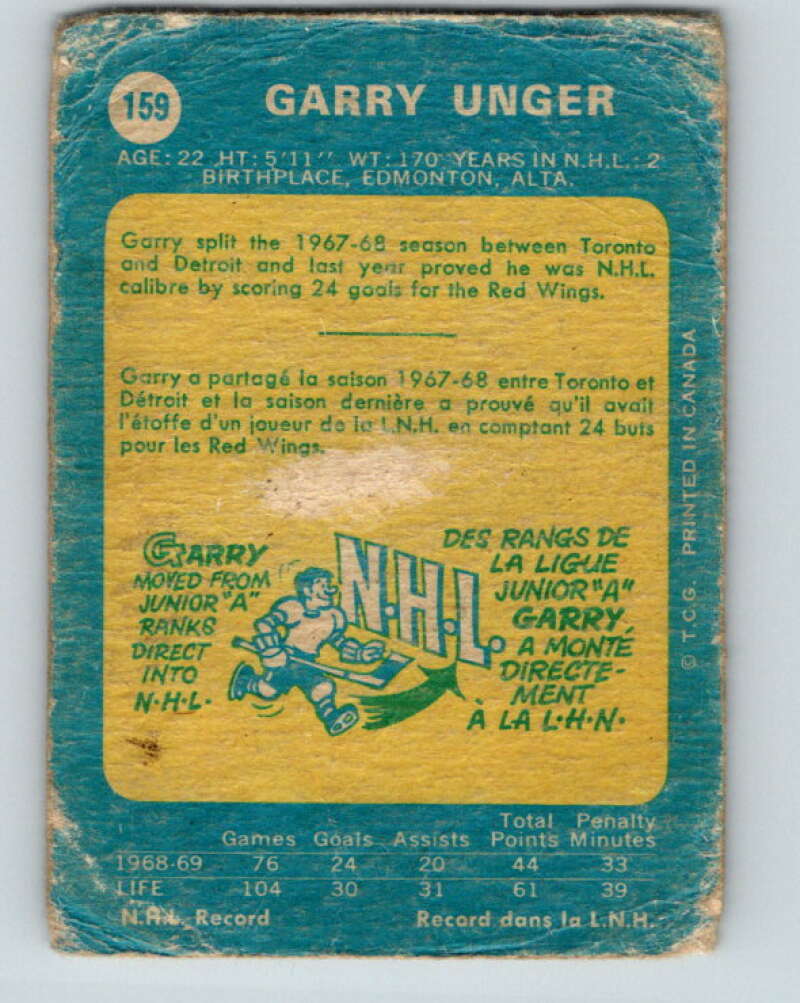 159
GARRY UNGER
AGE: 22 HT: 5'11" WT: 170 YEARS IN N.H.L.: 2
BIRTHPLACE, EDMONTON, ALTA.
Garry split the 1967-68 season between Toronto
and Detroit and last year proved he was N.H.L.
calibre by scoring 24 goals for the Red Wings.
Garry a partagé la saison 1967-68 entre Toronto et
Détroit et la saison dernière a prouvé qu'il avait
l'étoffe d'un joueur de la L.N.H. en comptant 24 buts
pour les Red Wings.
GARRY
MOVED FROM
JUNIOR "A"
RANKS
DIRECT
INTO
N.H.L.
N.H.L.
DES RANGS DE
LA LIGUE
JUNIOR "A"
GARRY,
A MONTÉ
DIRECTE-
MENT
À LA L.H.N.
© T.C.G. PRINTED IN CANADA
Total Penalty
Games Goals Assists Points Minutes
1968-69 76 24 20 44 33
LIFE 104 30 31 61 39
N.H.L. Record Record dans la L.N.H.